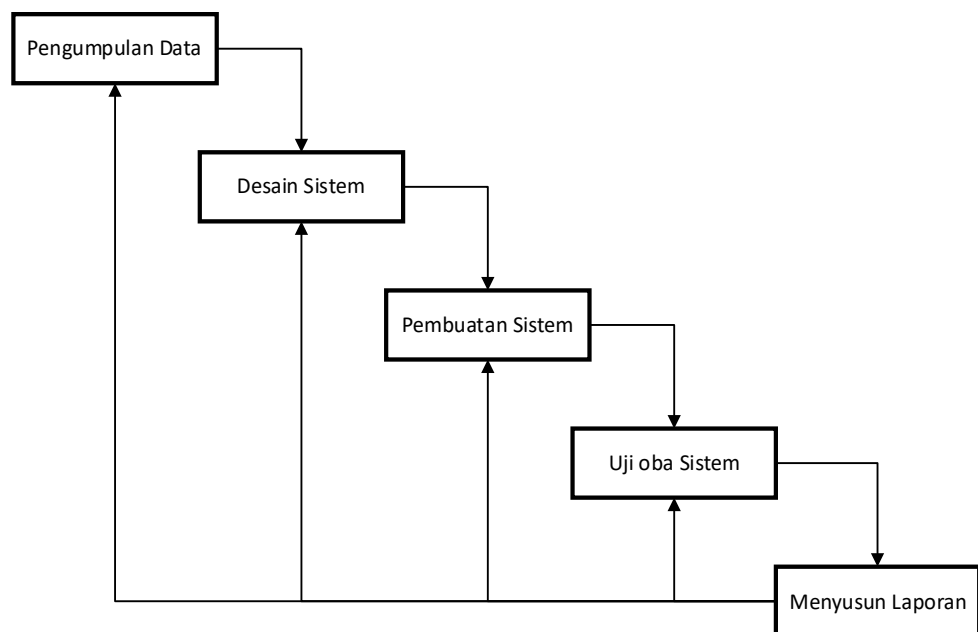 Pengumpulan Data
Desain Sistem
Pembuatan Sistem
Uji oba Sistem
Menyusun Laporan